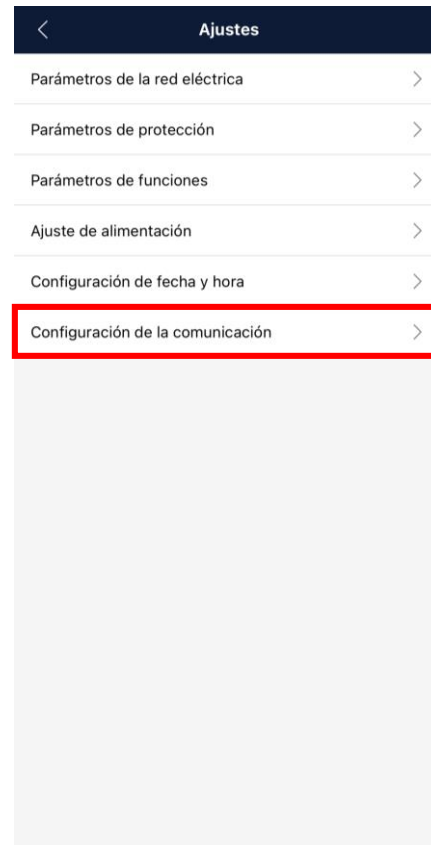 Ajustes
Parámetros de la red eléctrica
Parámetros de protección
Parámetros de funciones
Ajuste de alimentación
Configuración de fecha y hora
Configuración de la comunicación